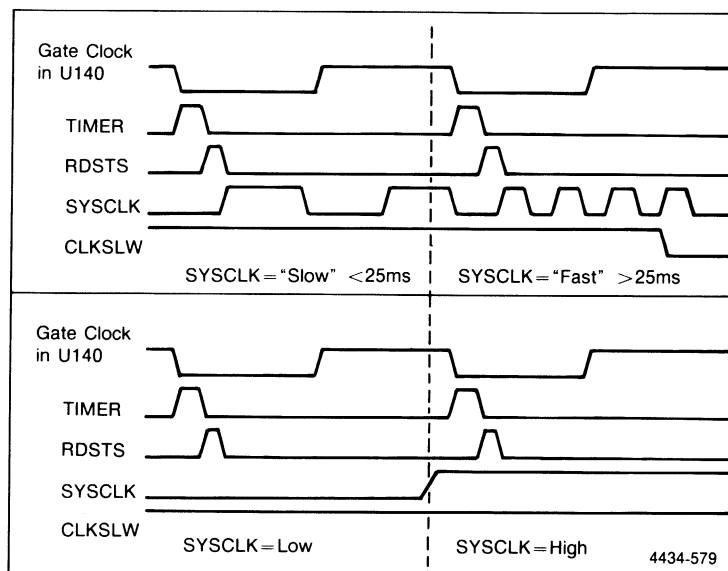 Gate Clock
in U140
TIMER
RDSTS
SYSCLK
CLKSLW
SYSCLK="Slow" <25ms
SYSCLK="Fast" >25ms
Gate Clock
in U140
TIMER
RDSTS
SYSCLK
CLKSLW
SYSCLK=Low
SYSCLK=High
4434-579